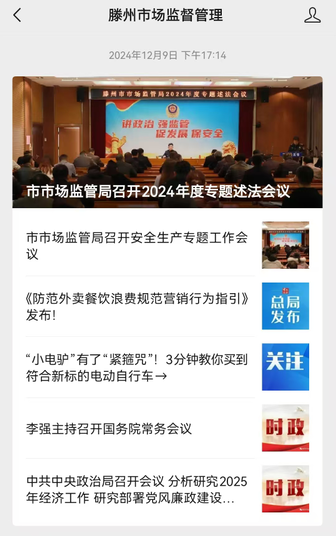 滕州市场监督管理
2024年12月9日 下午17:14
滕州市市场监管局2024年度专题述法会议
讲政治 强监管
促发展 保安全
市市场监管局召开2024年度专题述法会议
市市场监管局召开安全生产专题工作会
议
《防范外卖餐饮浪费规范营销行为指引》
发布!
总局
发布
“小电驴”有了“紧箍咒”！3分钟教你买到
符合新标的电动自行车→
关注
李强主持召开国务院常务会议
时政
中共中央政治局召开会议 分析研究2025
年经济工作 研究部署党风廉政建设...
时政